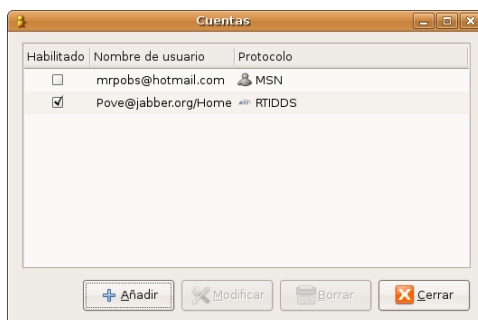 Cuentas
Habilitado Nombre de usuario Protocolo
mrpobs@hotmail.com MSN
Pove@jabber.org/Home RTIDDS
Añadir Modificar Borrar Cerrar